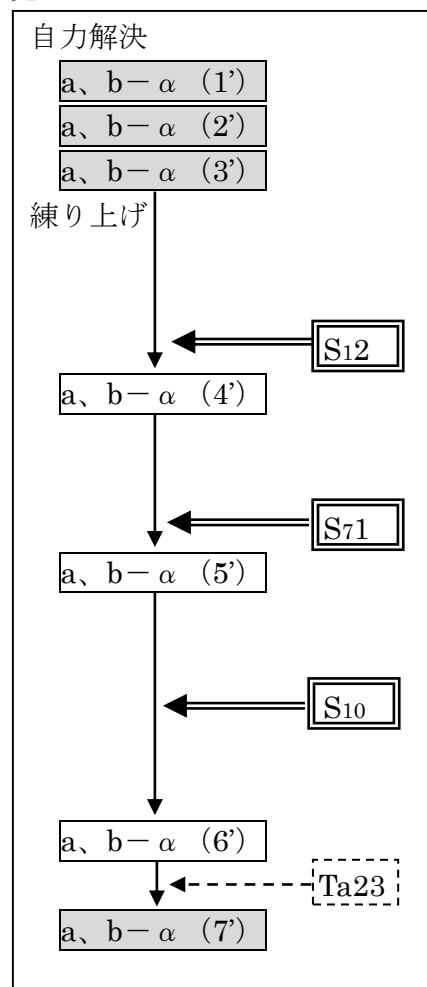 自力解決
a、b－α（1’）
a、b－α（2’）
a、b－α（3’）
練り上げ
S12
a、b－α（4’）
S71
a、b－α（5’）
S10
a、b－α（6’）
Ta23
a、b－α（7’）